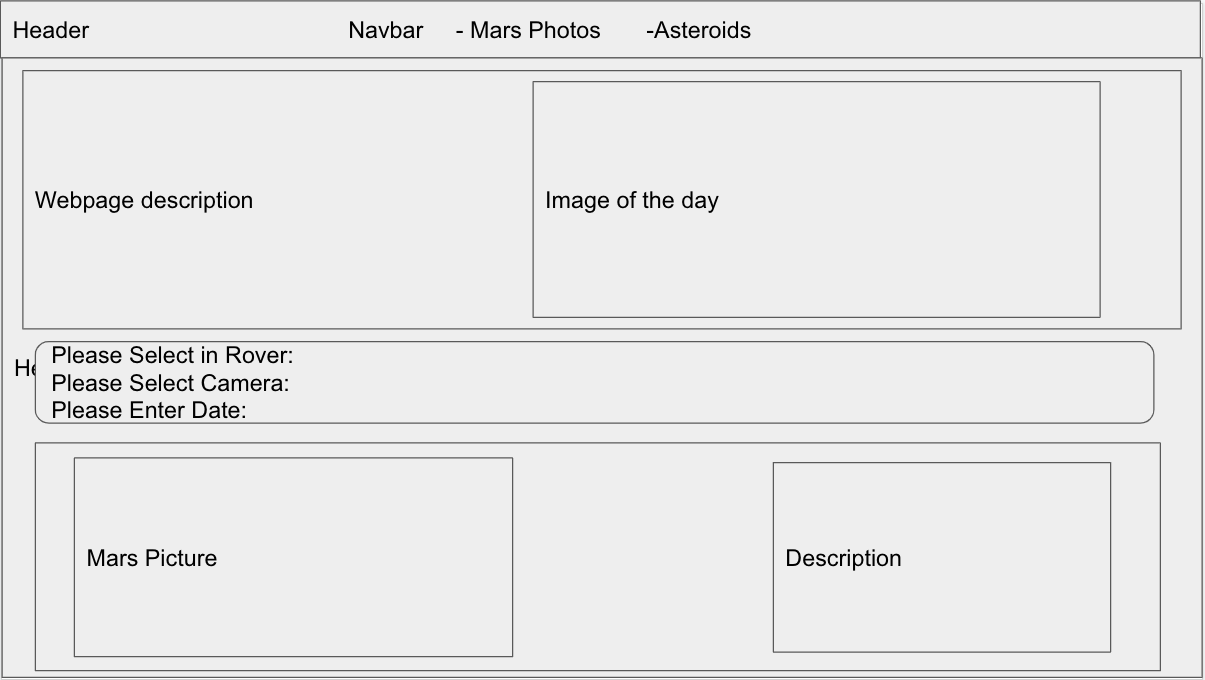 Header Navbar - Mars Photos -Asteroids
Webpage description
Image of the day
Please Select in Rover:
Please Select Camera:
Please Enter Date:
Mars Picture
Description